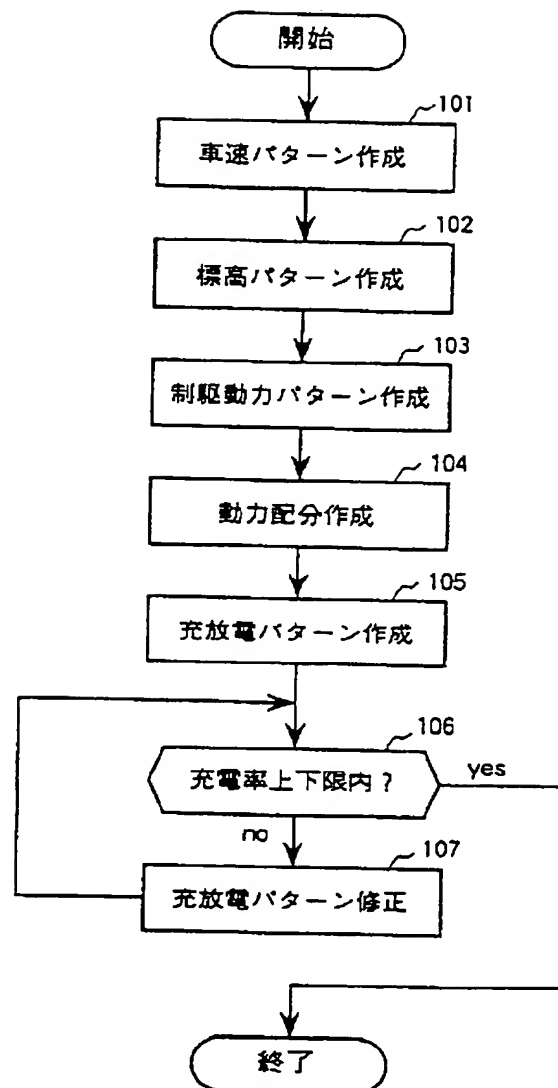 開始
101
車速パターン作成
102
標高パターン作成
103
制駆動力パターン作成
104
動力配分作成
105
充放電パターン作成
106
充電率上下限内?
yes
no
107
充放電パターン修正
終了